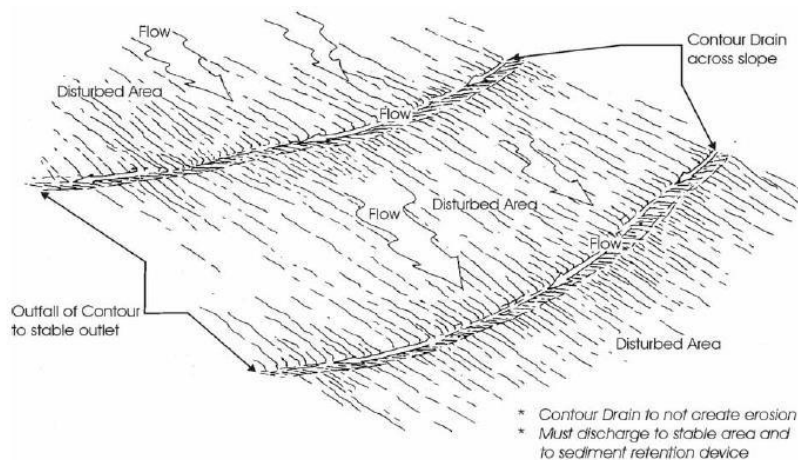 Flow
Contour Drain
across slope
Disturbed Area
Flow
Disturbed Area
Flow
Flow
Outfall of Contour
to stable outlet
Disturbed Area
* Contour Drain to not create erosion
* Must discharge to stable area and
to sediment retention device